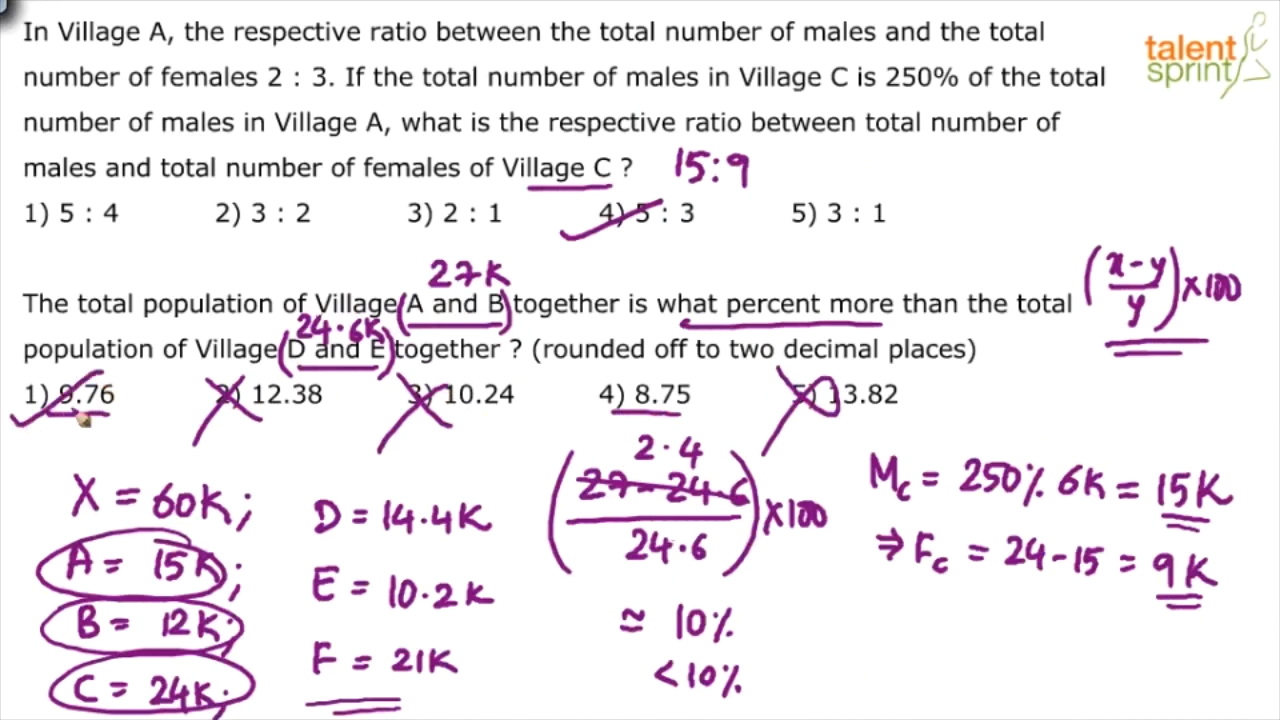 In Village A, the respective ratio between the total number of males and the total
number of females 2 : 3. If the total number of males in Village C is 250% of the total
number of males in Village A, what is the respective ratio between total number of
males and total number of females of Village C ? 15:9
1) 5 : 4 2) 3 : 2 3) 2 : 1 4) 5 : 3 5) 3 : 1
talent
sprint
27K
The total population of Village (A and B) together is what percent more than the total
(x-y/y)×100
24.6K
population of Village (D and E) together ? (rounded off to two decimal places)
1) 9.76 2) 12.38 3) 10.24 4) 8.75 5) 13.82
X = 60K;
A = 15K;
B = 12K;
C = 24K;
D = 14.4K
E = 10.2K
F = 21K
2.4
(27-24.6/24.6)×100
≈ 10%
<10%
Mc = 250% 6K = 15K
⇒ Fc = 24-15 = 9K